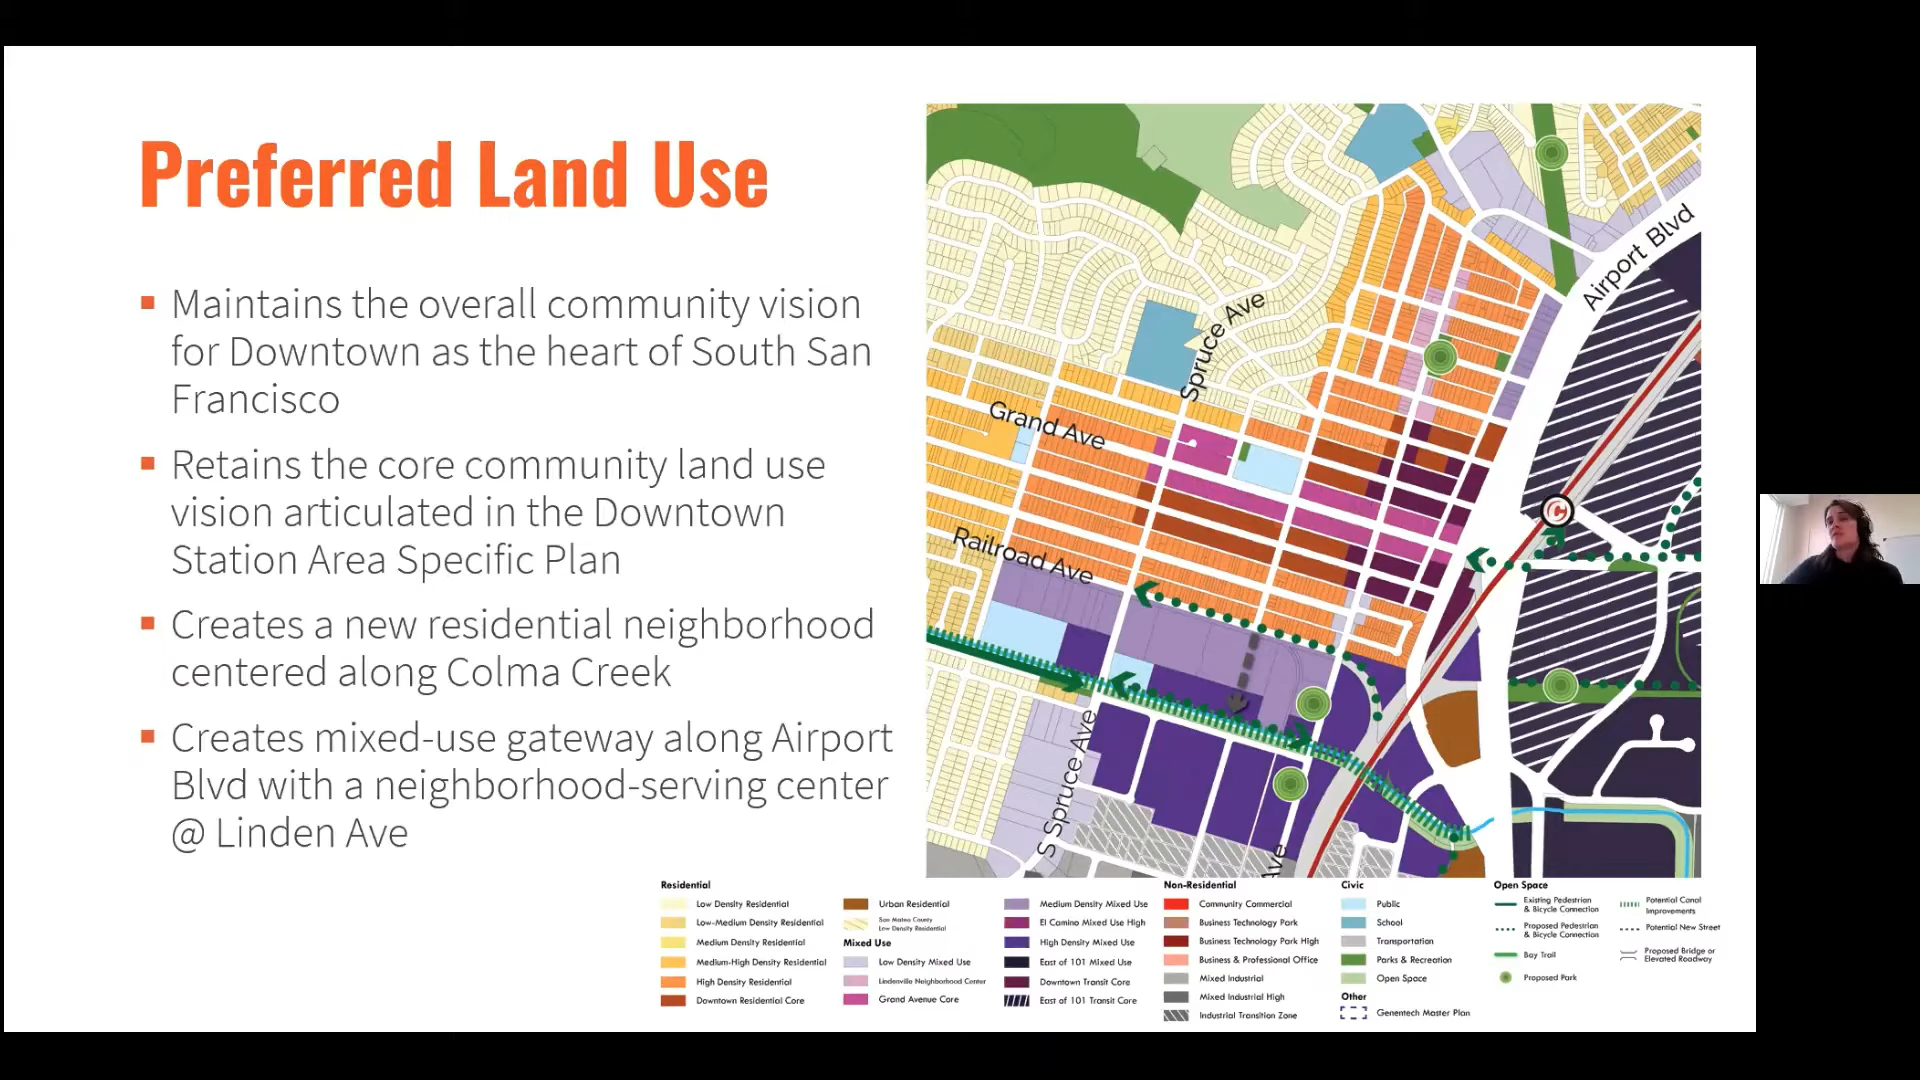 Preferred Land Use
▪ Maintains the overall community vision
for Downtown as the heart of South San
Francisco
▪ Retains the core community land use
vision articulated in the Downtown
Station Area Specific Plan
▪ Creates a new residential neighborhood
centered along Colma Creek
▪ Creates mixed-use gateway along Airport
Blvd with a neighborhood-serving center
@ Linden Ave
Airport Blvd
Spruce Ave
Grand Ave
Railroad Ave
C
S Spruce Ave
Ave
Residential
Low Density Residential
Low-Medium Density Residential
Medium Density Residential
Medium-High Density Residential
High Density Residential
Downtown Residential Core
Urban Residential
San Mateo County
Low Density Residential
Mixed Use
Low Density Mixed Use
Lindenville Neighborhood Center
Grand Avenue Core
Medium Density Mixed Use
El Camino Mixed Use High
High Density Mixed Use
East of 101 Mixed Use
Downtown Transit Core
East of 101 Transit Core
Non-Residential
Community Commercial
Business Technology Park
Business Technology Park High
Business & Professional Office
Mixed Industrial
Mixed Industrial High
Industrial Transition Zone
Civic
Public
School
Transportation
Parks & Recreation
Open Space
Other
Genentech Master Plan
Open Space
Existing Pedestrian
& Bicycle Connection
Proposed Pedestrian
& Bicycle Connection
Bay Trail
Proposed Park
Potential Canal
Improvements
Potential New Street
Proposed Bridge or
Elevated Roadway